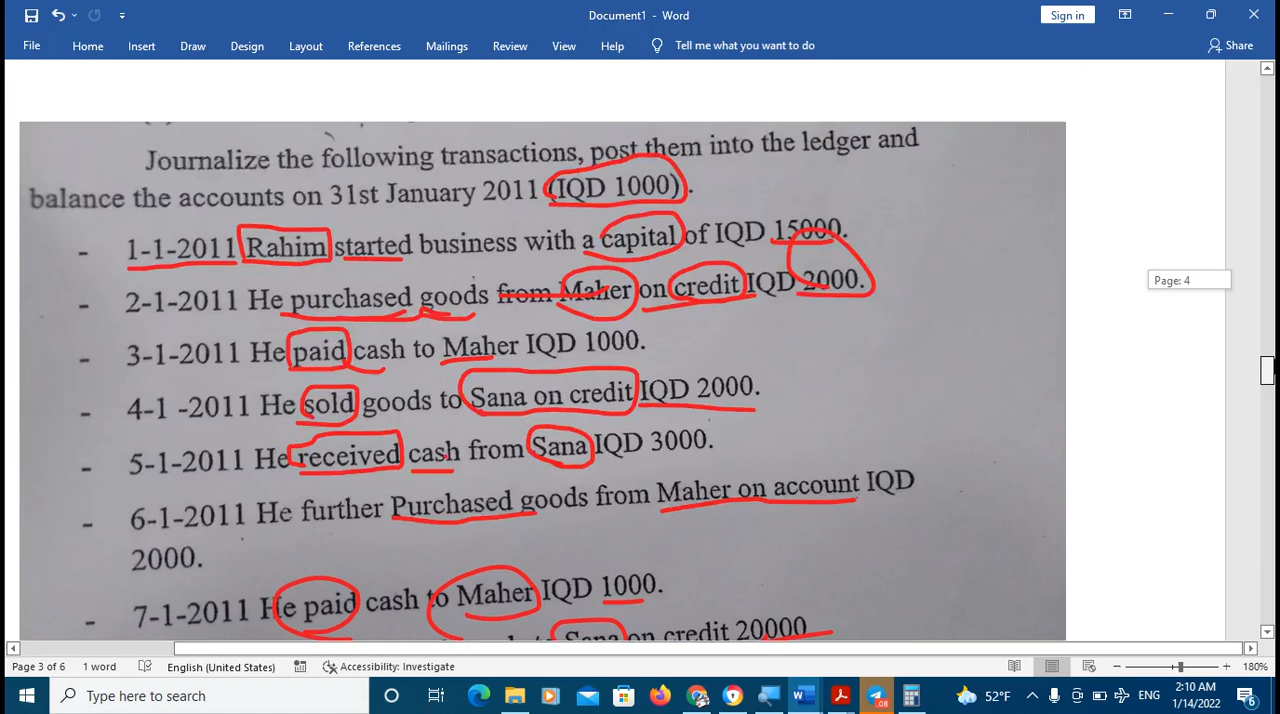 Document1 - Word
Sign in
File Home Insert Draw Design Layout References Mailings Review View Help Tell me what you want to do Share
Journalize the following transactions, post them into the ledger and
balance the accounts on 31st January 2011 (IQD 1000).
- 1-1-2011 Rahim started business with a capital of IQD 15000.
- 2-1-2011 He purchased goods from Maher on credit IQD 2000.
- 3-1-2011 He paid cash to Maher IQD 1000.
- 4-1 -2011 He sold goods to Sana on credit IQD 2000.
- 5-1-2011 He received cash from Sana IQD 3000.
- 6-1-2011 He further Purchased goods from Maher on account IQD
2000.
- 7-1-2011 He paid cash to Maher IQD 1000.
Sana on credit 20000
Page: 4
Page 3 of 6 1 word English (United States) Accessibility: Investigate 180%
Type here to search
52°F ENG
2:10 AM
1/14/2022
6